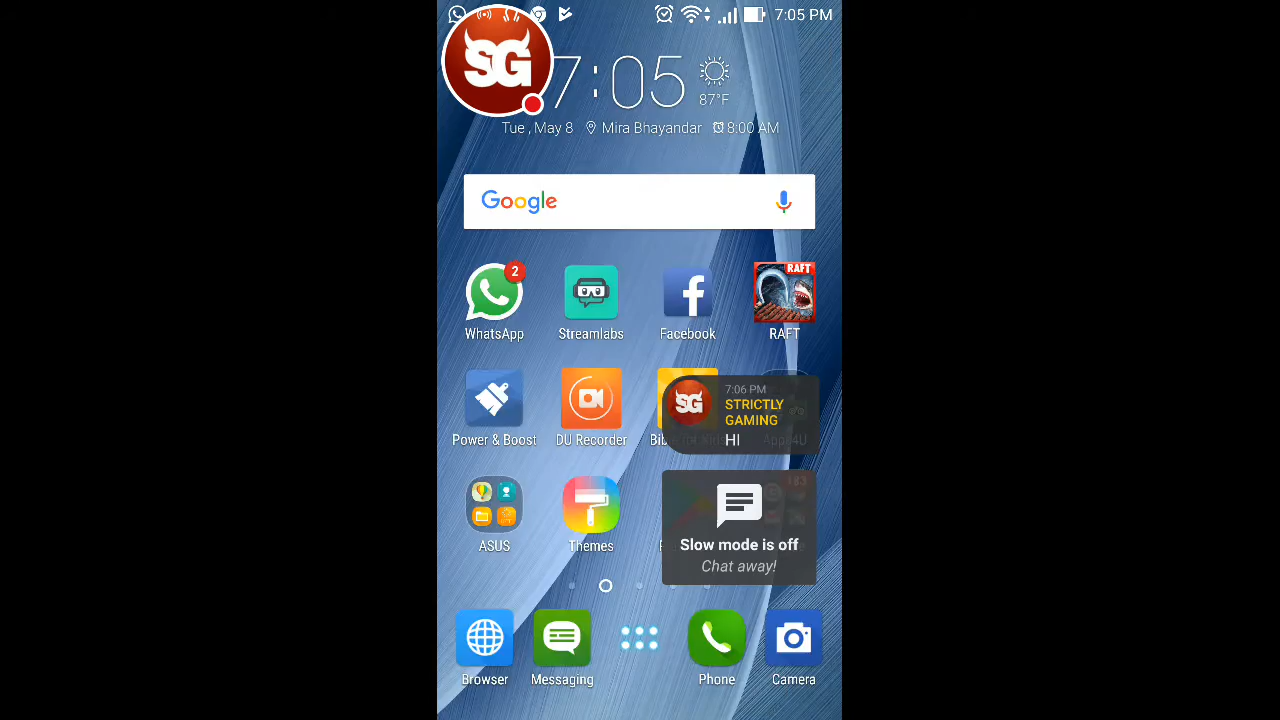 7:05 PM
SG
7:05
87°F
Tue , May 8 Mira Bhayandar 8:00 AM
Google
2
RAFT
WhatsApp Streamlabs Facebook RAFT
7:06 PM
SG
STRICTLY
GAMING
HI
Power & Boost DU Recorder
Slow mode is off
Chat away!
ASUS Themes
Browser Messaging Phone Camera